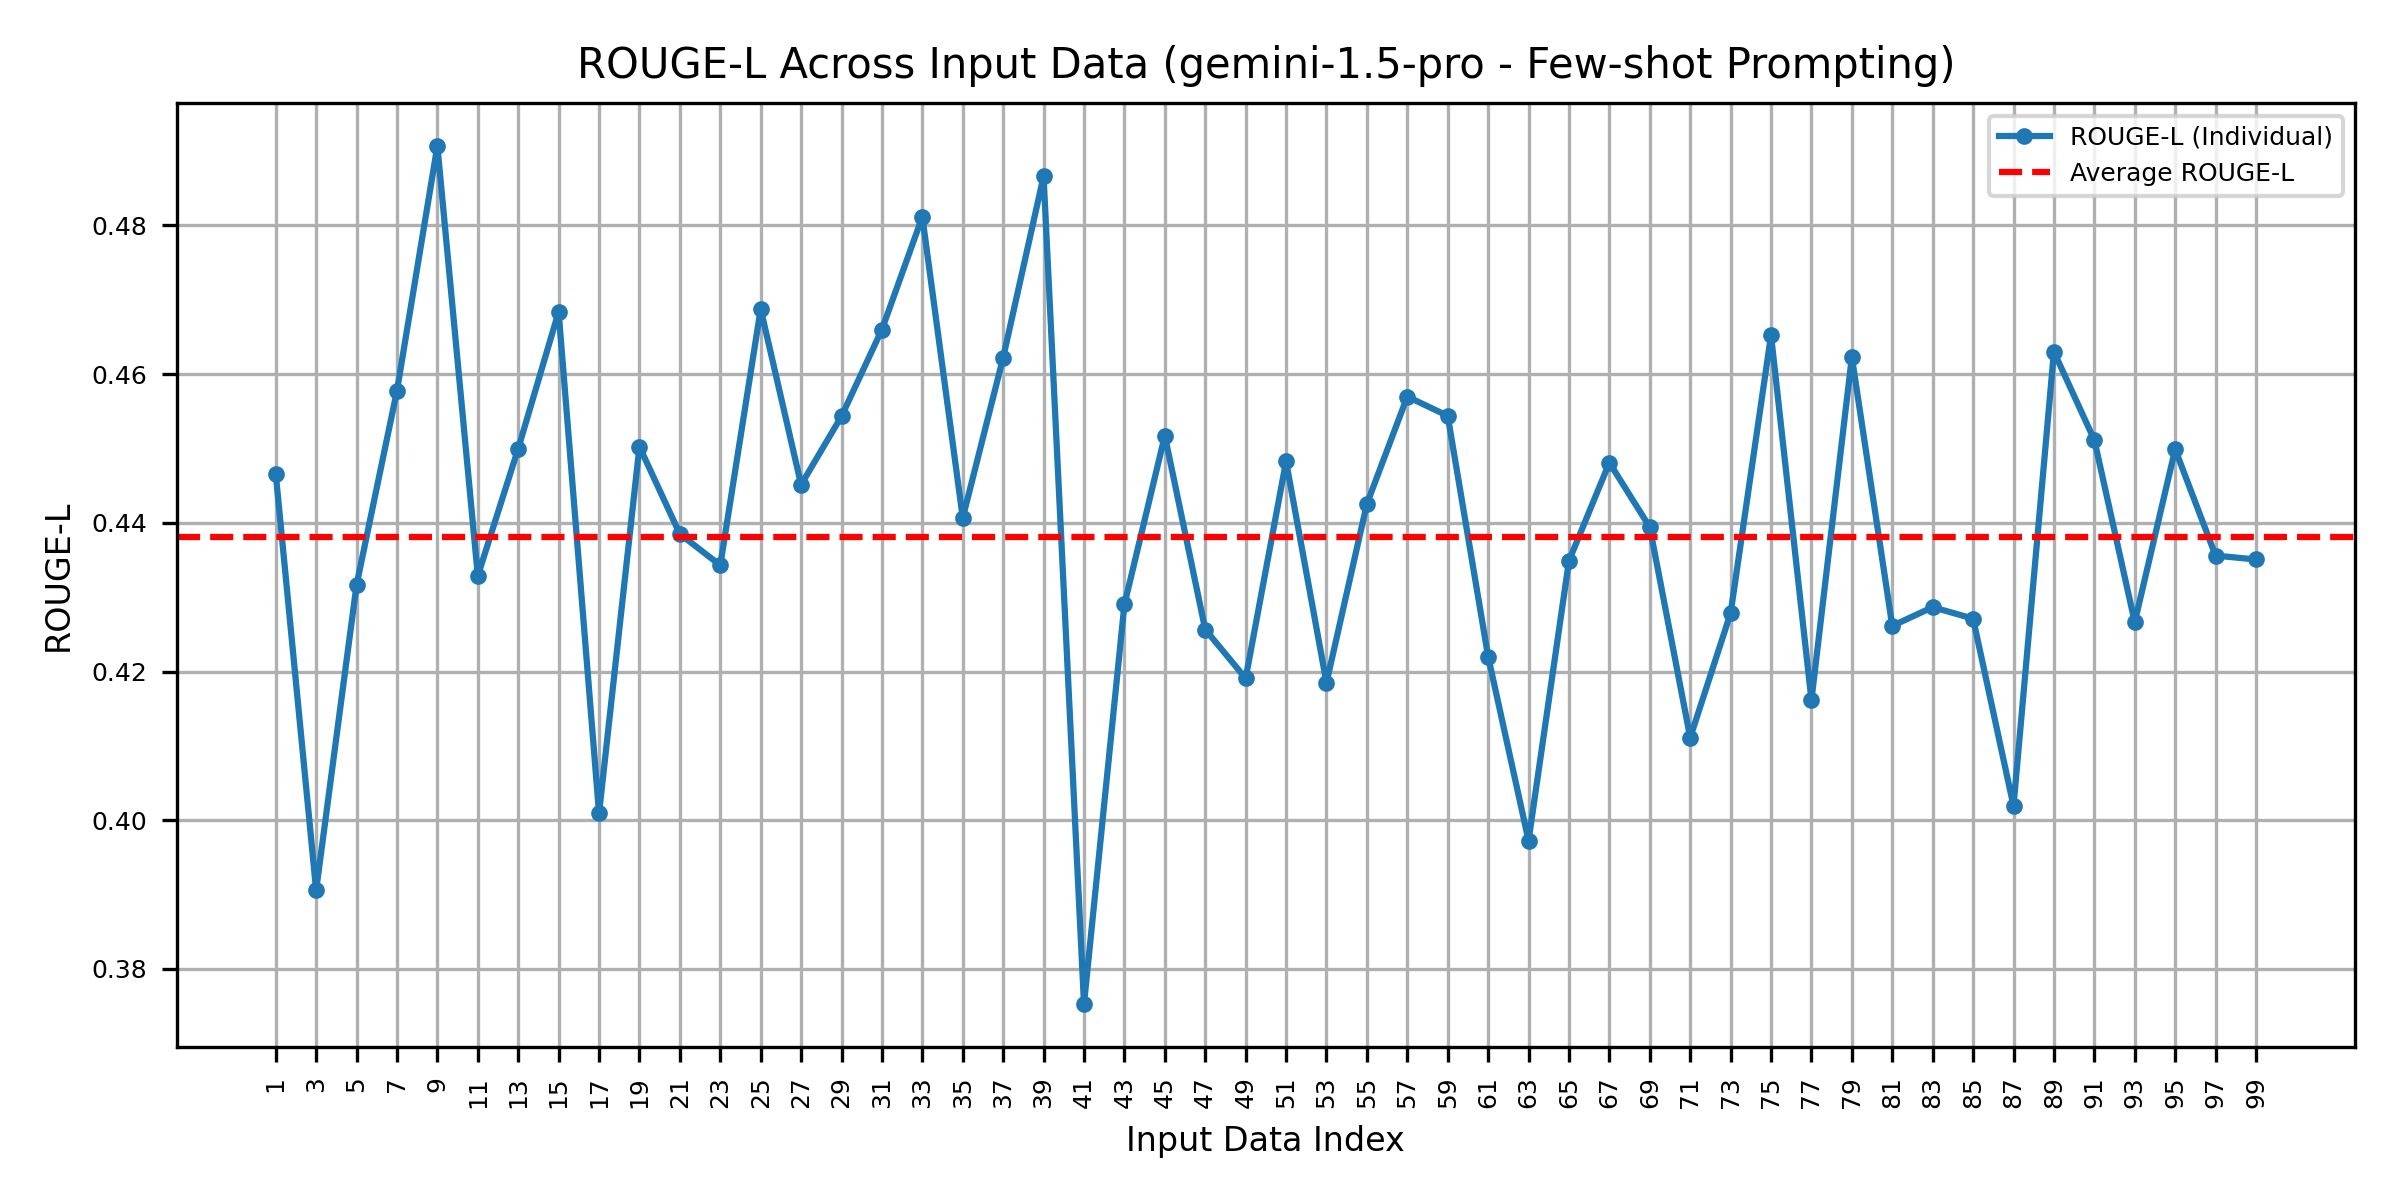 ROUGE-L Across Input Data (gemini-1.5-pro - Few-shot Prompting)
ROUGE-L (Individual)
Average ROUGE-L
ROUGE-L
0.48
0.46
0.44
0.42
0.40
0.38
1 3 5 7 9 11 13 15 17 19 21 23 25 27 29 31 33 35 37 39 41 43 45 47 49 51 53 55 57 59 61 63 65 67 69 71 73 75 77 79 81 83 85 87 89 91 93 95 97 99
Input Data Index